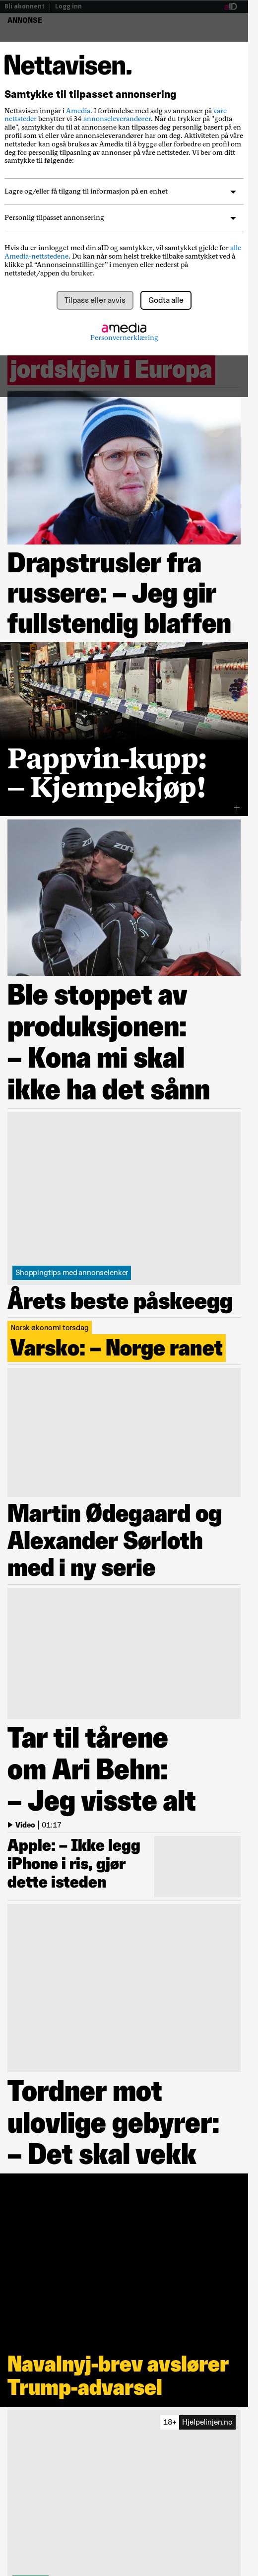 Bli abonnent | Logg inn
aID
ANNONSE
Nettavisen.
Samtykke til tilpasset annonsering
Nettavisen inngår i Amedia. I forbindelse med salg av annonser på våre
nettsteder benytter vi 34 annonseleverandører. Når du trykker på "godta
alle", samtykker du til at annonsene kan tilpasses deg personlig basert på en
profil som vi eller annonseleverandørene har om deg. Aktiviteter på våre
nettsteder kan også brukes av Amedia til å bygge eller forbedre en profil om
deg for personlig tilpasning av annonser på våre nettsteder. Vi ber om ditt
samtykke til følgende:
Lagre og/eller få tilgang til informasjon på en enhet
Personlig tilpasset annonsering
Hvis du er innlogget med din aID og samtykker, vil samtykket gjelde for alle
Amedia-nettstedene. Du kan når som helst trekke tilbake samtykket ved å
klikke på “Annonseinnstillinger” i menyen eller nederst på
nettstedet/appen du bruker.
Tilpass eller avvis
Godta alle
amedia
Personvernerklæring
jordskjelv i Europa
Drapstrusler fra
russere: – Jeg gir
fullstendig blaffen
Pappvin-kupp:
– Kjempekjøp!
+
Ble stoppet av
produksjonen:
– Kona mi skal
ikke ha det sånn
Shoppingtips med annonselenker
Årets beste påskeegg
Norsk økonomi torsdag
Varsko: – Norge ranet
Martin Ødegaard og
Alexander Sørloth
med i ny serie
Tar til tårene
om Ari Behn:
– Jeg visste alt
Video | 01:17
Apple: – Ikke legg
iPhone i ris, gjør
dette isteden
Tordner mot
ulovlige gebyrer:
– Det skal vekk
Navalnyj-brev avslører
Trump-advarsel
18+ Hjelpelinjen.no